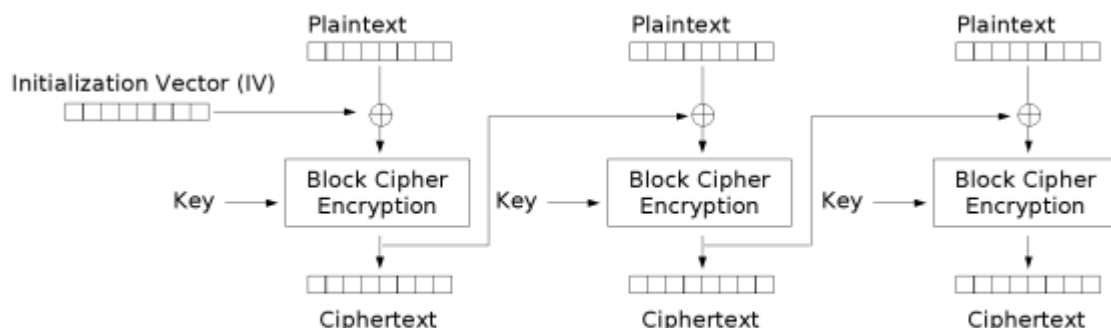 Plaintext
Plaintext
Plaintext
Initialization Vector (IV)
Key
Block Cipher
Encryption
Key
Block Cipher
Encryption
Key
Block Cipher
Encryption
Ciphertext
Ciphertext
Ciphertext